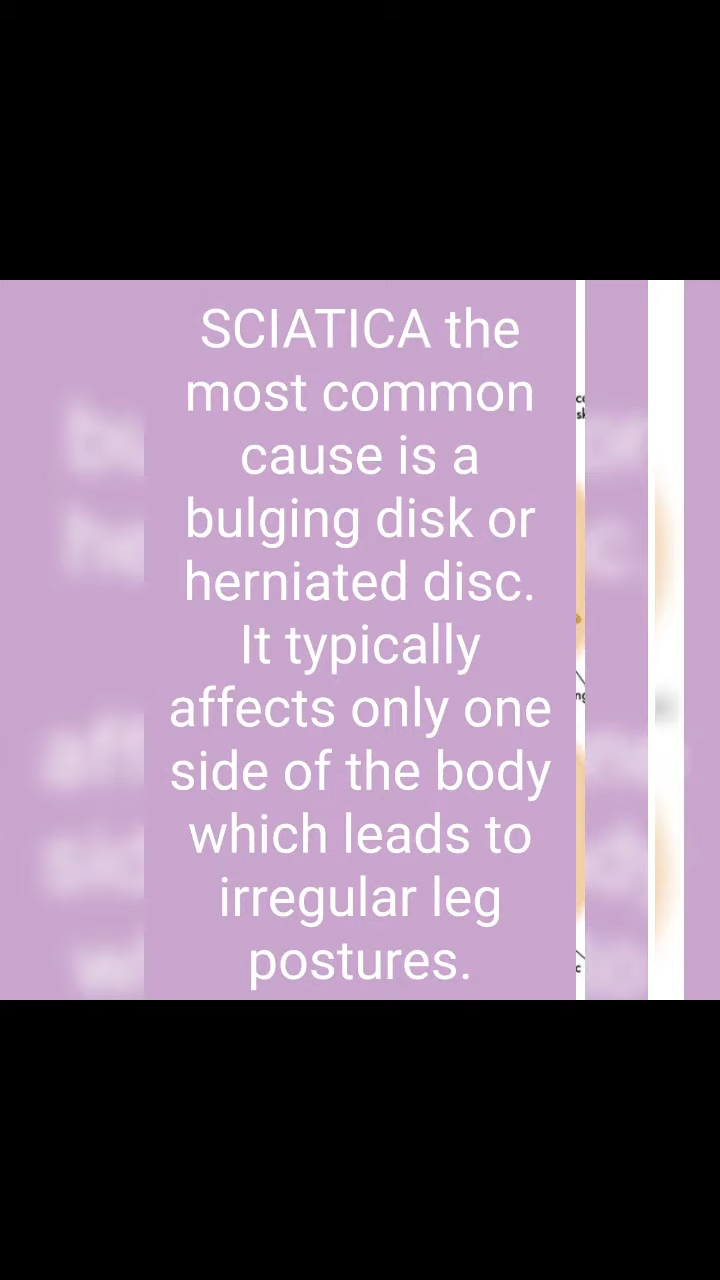 SCIATICA the
most common
cause is a
bulging disk or
herniated disc.
It typically
affects only one
side of the body
which leads to
irregular leg
postures.